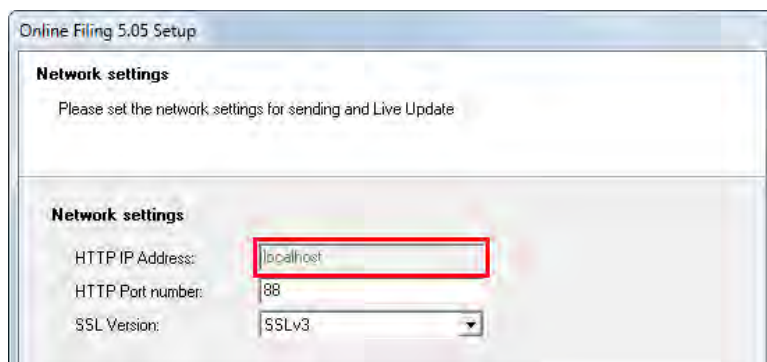 Online Filing 5.05 Setup
Network settings
Please set the network settings for sending and Live Update
Network settings
HTTP IP Address: localhost
HTTP Port number: 88
SSL Version: SSLv3